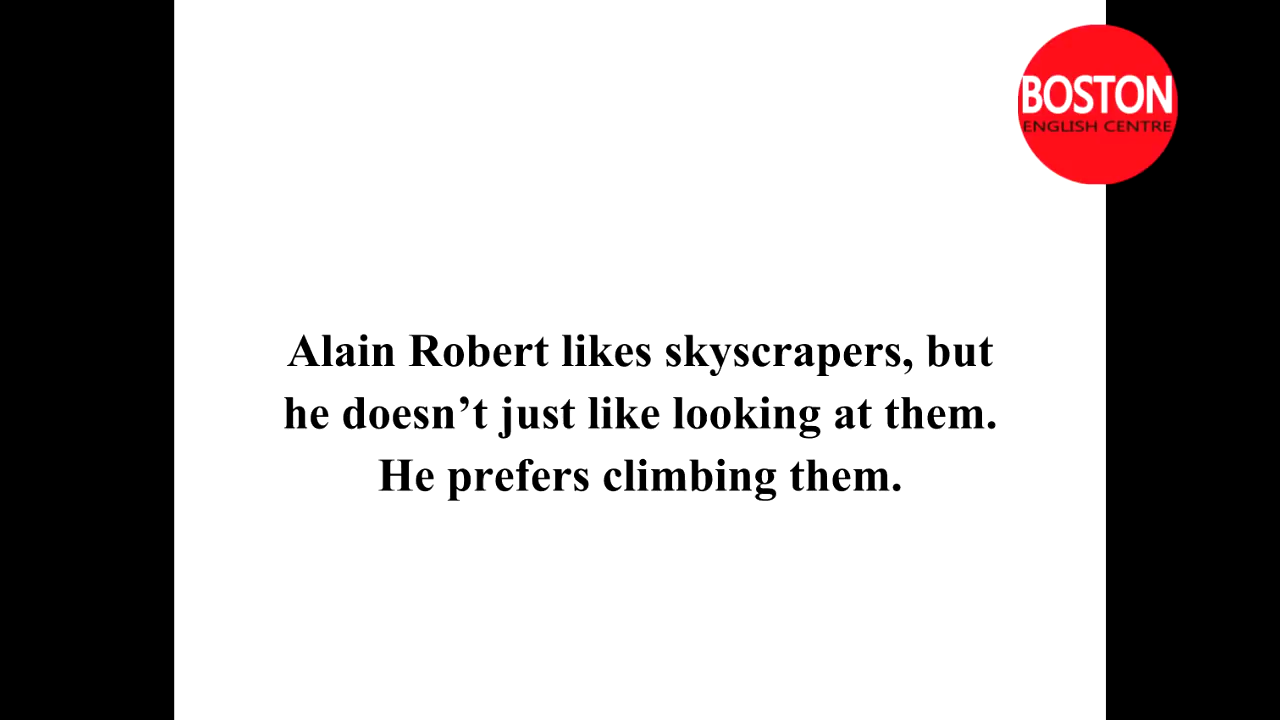 BOSTON
ENGLISH CENTRE
Alain Robert likes skyscrapers, but
he doesn’t just like looking at them.
He prefers climbing them.